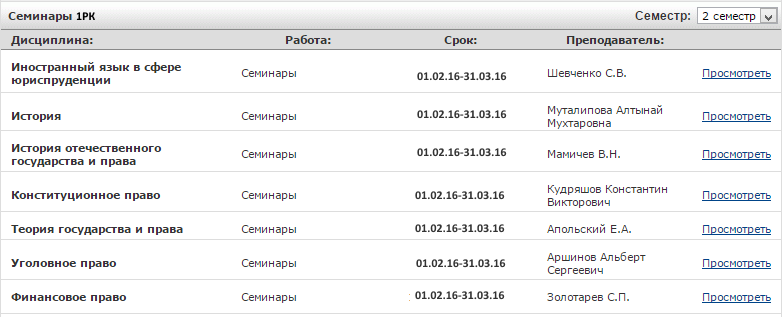 Семинары 1РК Семестр: 2 семестр
Дисциплина: Работа: Срок: Преподаватель:
Иностранный язык в сфере
юриспруденции Семинары 01.02.16-31.03.16 Шевченко С.В. Просмотреть
История Семинары 01.02.16-31.03.16 Муталипова Алтынай
Мухтаровна Просмотреть
История отечественного
государства и права Семинары 01.02.16-31.03.16 Мамичев В.Н. Просмотреть
Конституционное право Семинары 01.02.16-31.03.16 Кудряшов Константин
Викторович Просмотреть
Теория государства и права Семинары 01.02.16-31.03.16 Апольский Е.А. Просмотреть
Уголовное право Семинары 01.02.16-31.03.16 Аршинов Альберт
Сергеевич Просмотреть
Финансовое право Семинары 01.02.16-31.03.16 Золотарев С.П. Просмотреть